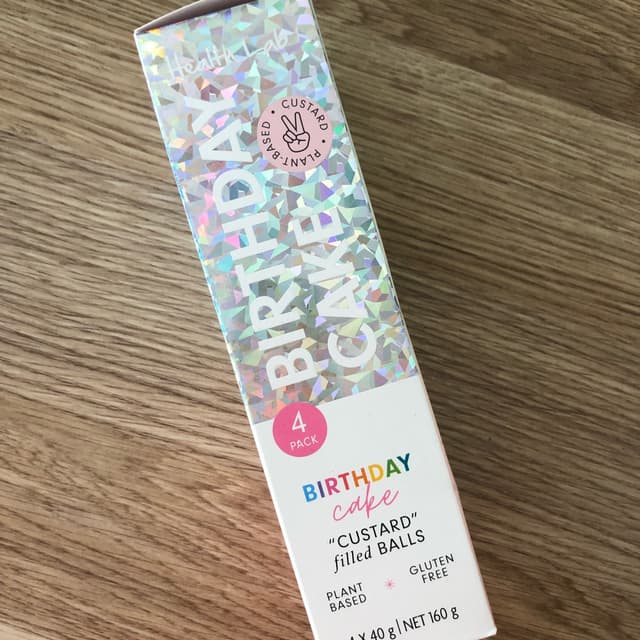 Health Lab
• CUSTARD •
PLANT-BASED
BIRTHDAY
CAKE
4
PACK
BIRTHDAY
cake
"CUSTARD"
filled BALLS
PLANT
BASED
*
GLUTEN
FREE
4 X 40 g | NET 160 g